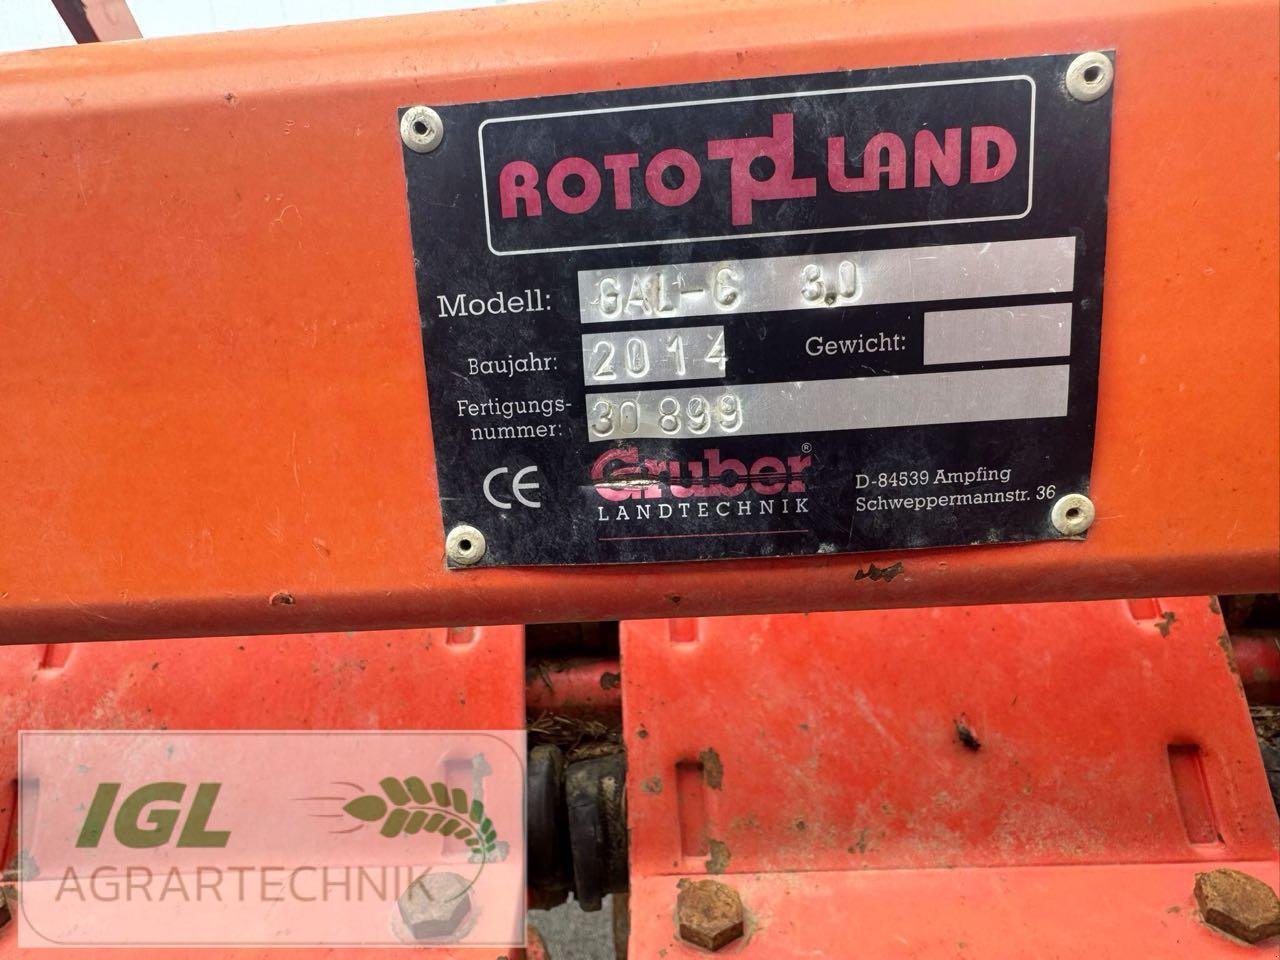 ROTO LAND
Modell: GAL-C 3.0
Baujahr: 2014 Gewicht:
Fertigungs-
nummer: 30 899
CE
Gruber®
LANDTECHNIK
D-84539 Ampfing
Schweppermannstr. 36
IGL
AGRARTECHNIK